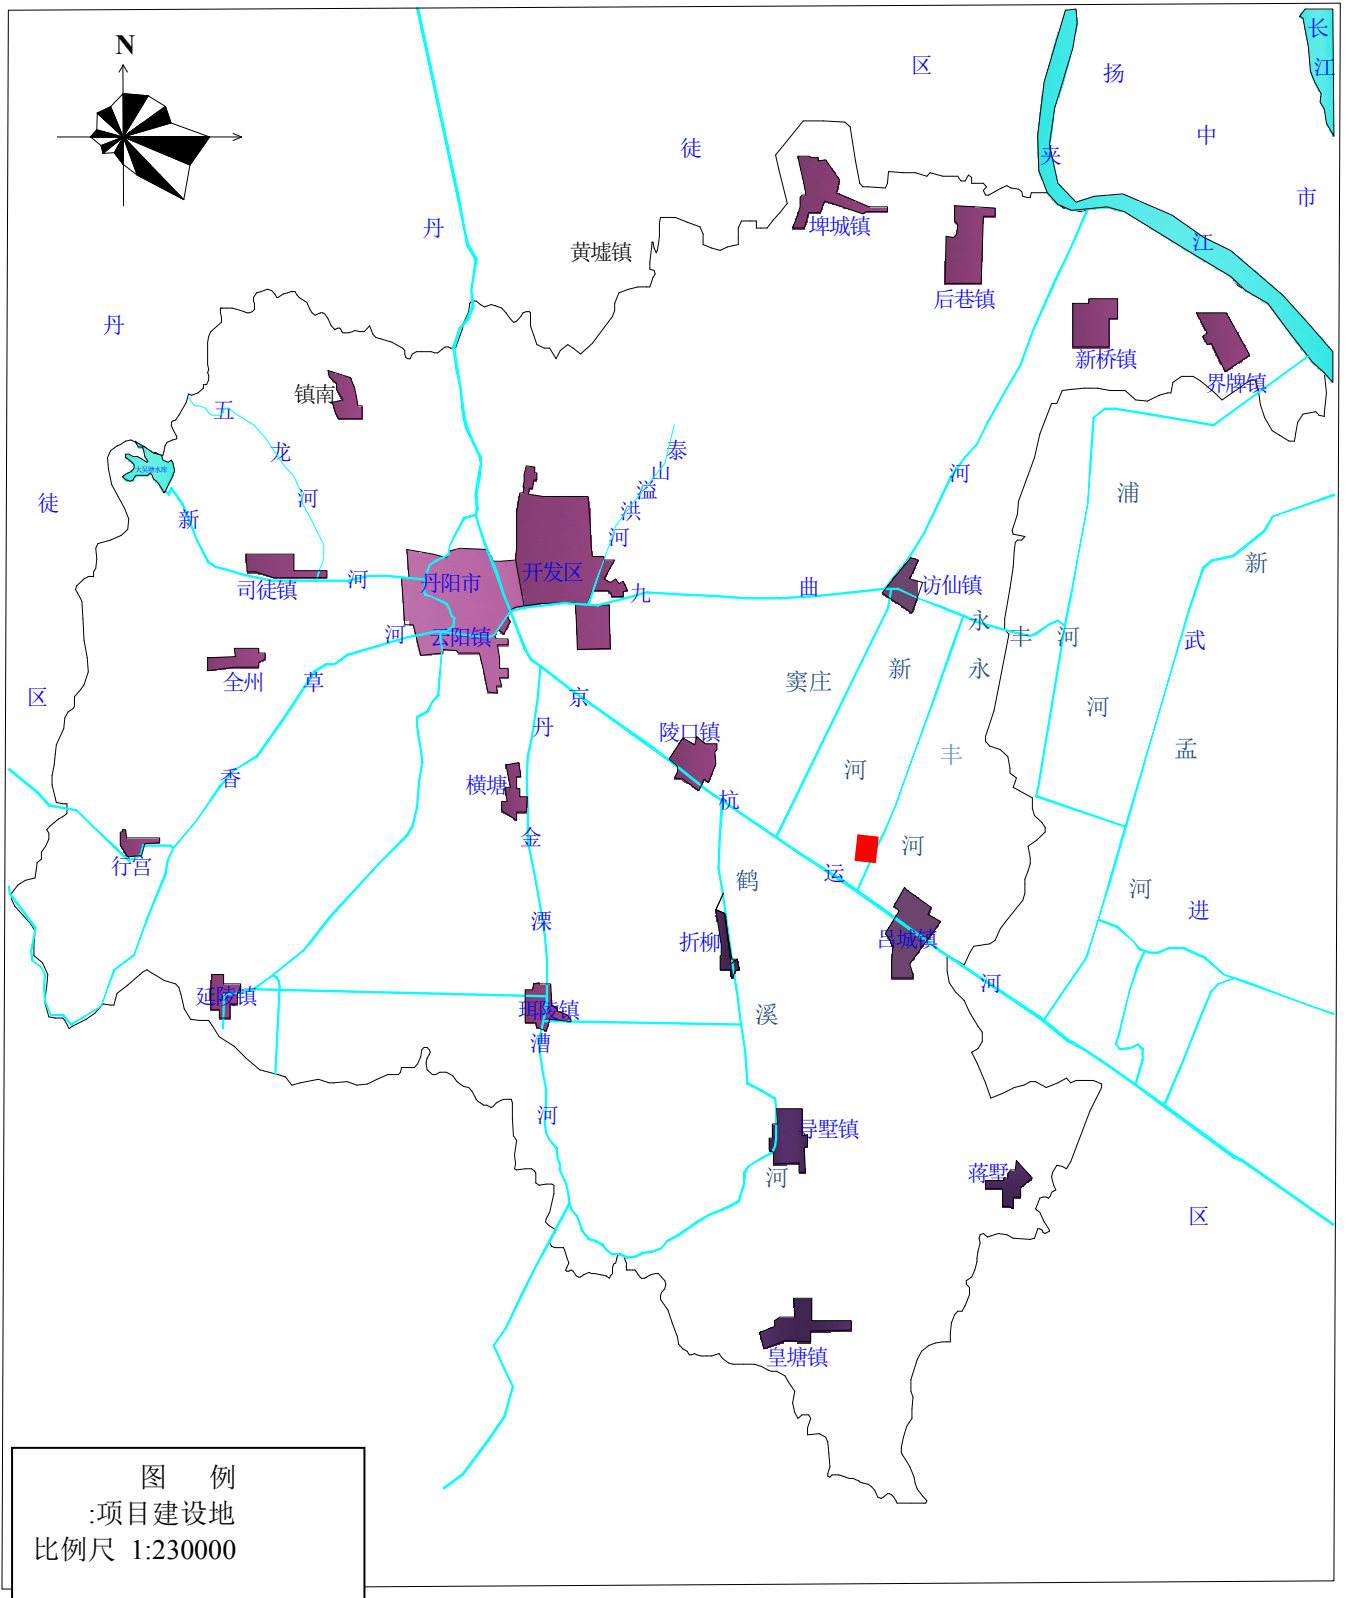 N
长
江
区
扬
中
市
徒
夹
江
丹
埤城镇
黄墟镇
后巷镇
丹
新桥镇
界牌镇
镇南
五
龙
河
泰
山
溢
洪
河
大吴塘水库
徒
新
河
河
浦
新
开发区
丹阳市
司徒镇
九
曲
访仙镇
永
丰
河
河
云阳镇
武
全州
草
区
窦庄
新
永
京
丹
河
陵口镇
丰
孟
香
横塘
河
杭
金
行宫
运
河
鹤
河
进
溧
折柳
吕城镇
河
延陵镇
珥陵镇
溪
漕
河
导墅镇
河
蒋墅
区
皇塘镇
图 例
:项目建设地
比例尺 1:230000